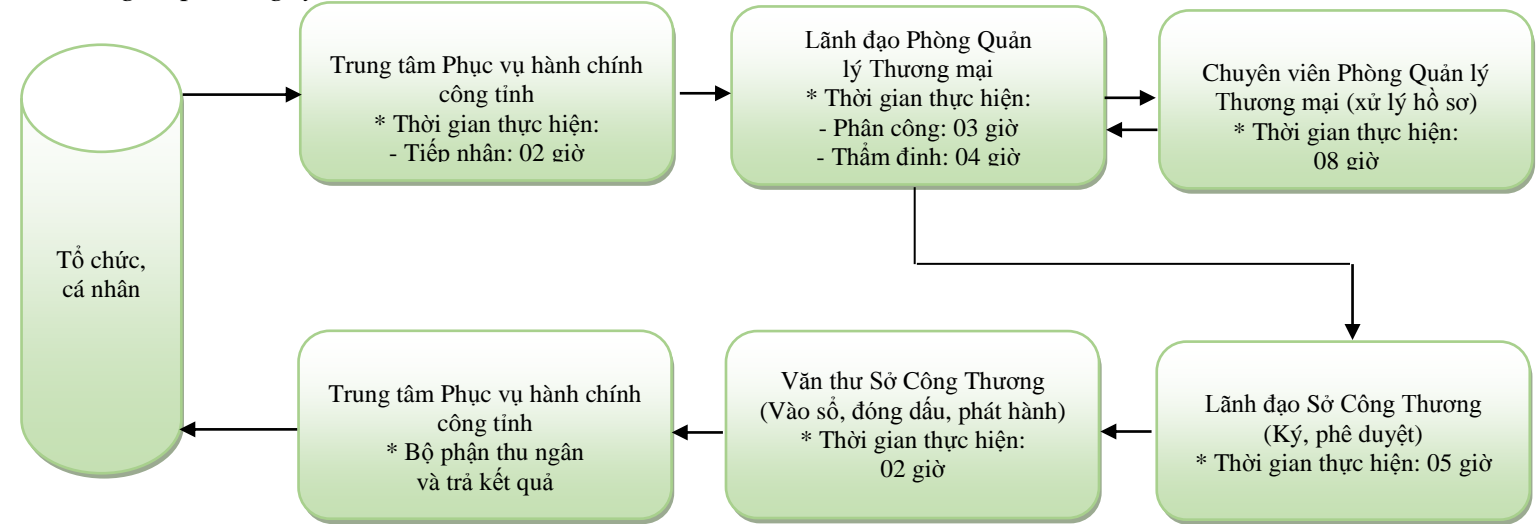 Trung tâm Phục vụ hành chính
công tỉnh
* Thời gian thực hiện:
- Tiếp nhận: 02 giờ
Lãnh đạo Phòng Quản
lý Thương mại
* Thời gian thực hiện:
- Phân công: 03 giờ
- Thẩm định: 04 giờ
Chuyên viên Phòng Quản lý
Thương mại (xử lý hồ sơ)
* Thời gian thực hiện:
08 giờ
Tổ chức,
cá nhân
Trung tâm Phục vụ hành chính
công tỉnh
* Bộ phận thu ngân
và trả kết quả
Văn thư Sở Công Thương
(Vào sổ, đóng dấu, phát hành)
* Thời gian thực hiện:
02 giờ
Lãnh đạo Sở Công Thương
(Ký, phê duyệt)
* Thời gian thực hiện: 05 giờ